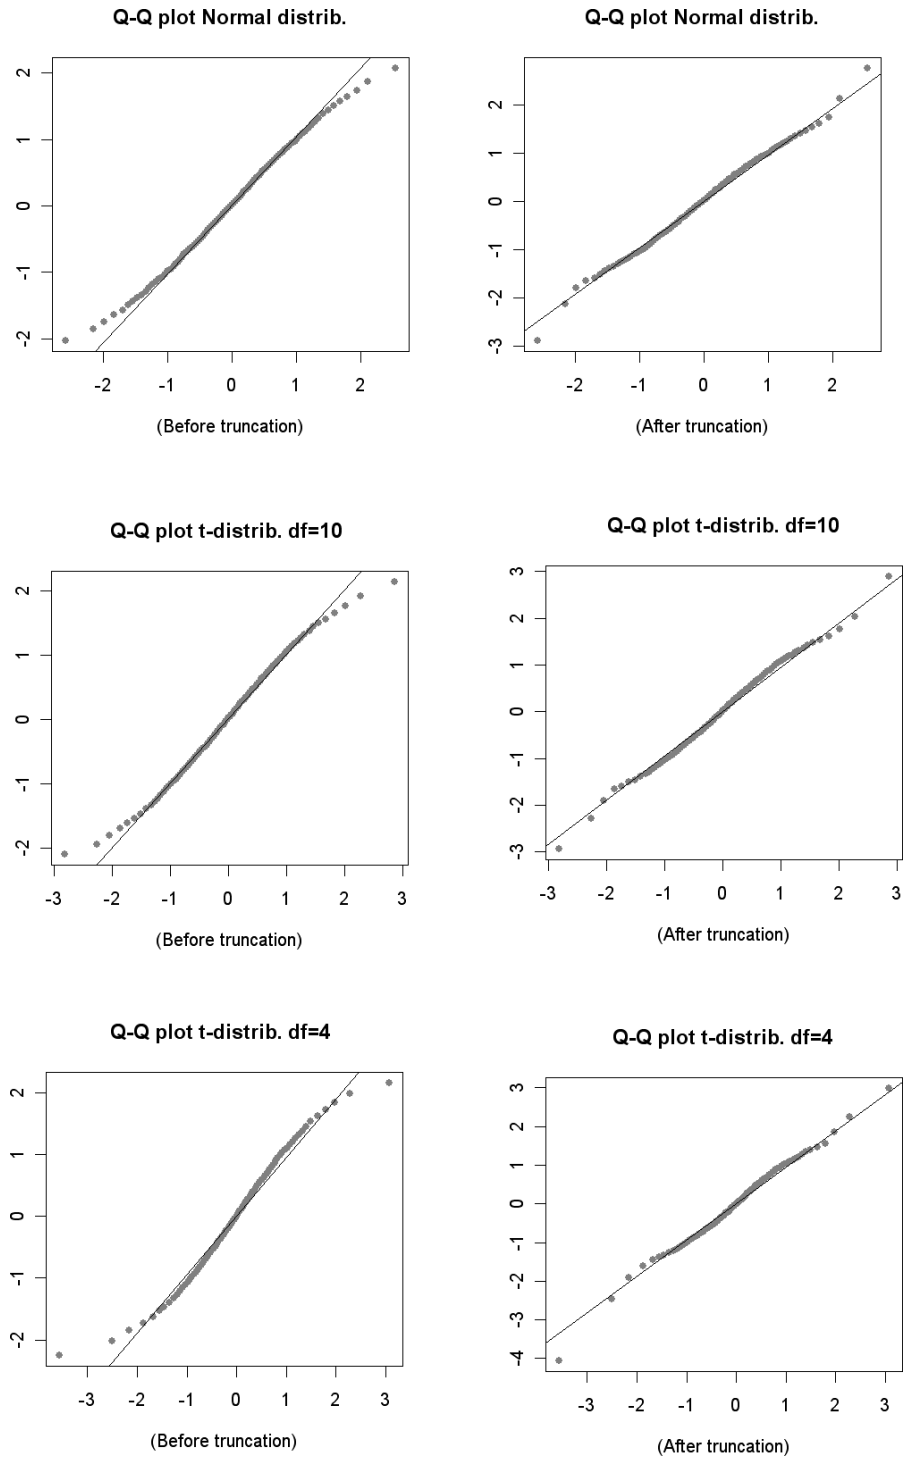 Q-Q plot Normal distrib.
2
1
0
-1
-2
-2 -1 0 1 2
(Before truncation)
Q-Q plot Normal distrib.
2
1
0
-1
-2
-3
-2 -1 0 1 2
(After truncation)
Q-Q plot t-distrib. df=10
2
1
0
-1
-2
-3 -2 -1 0 1 2 3
(Before truncation)
Q-Q plot t-distrib. df=10
3
2
1
0
-1
-2
-3
-3 -2 -1 0 1 2 3
(After truncation)
Q-Q plot t-distrib. df=4
2
1
0
-1
-2
-3 -2 -1 0 1 2 3
(Before truncation)
Q-Q plot t-distrib. df=4
3
2
1
0
-1
-2
-3
-4
-3 -2 -1 0 1 2 3
(After truncation)